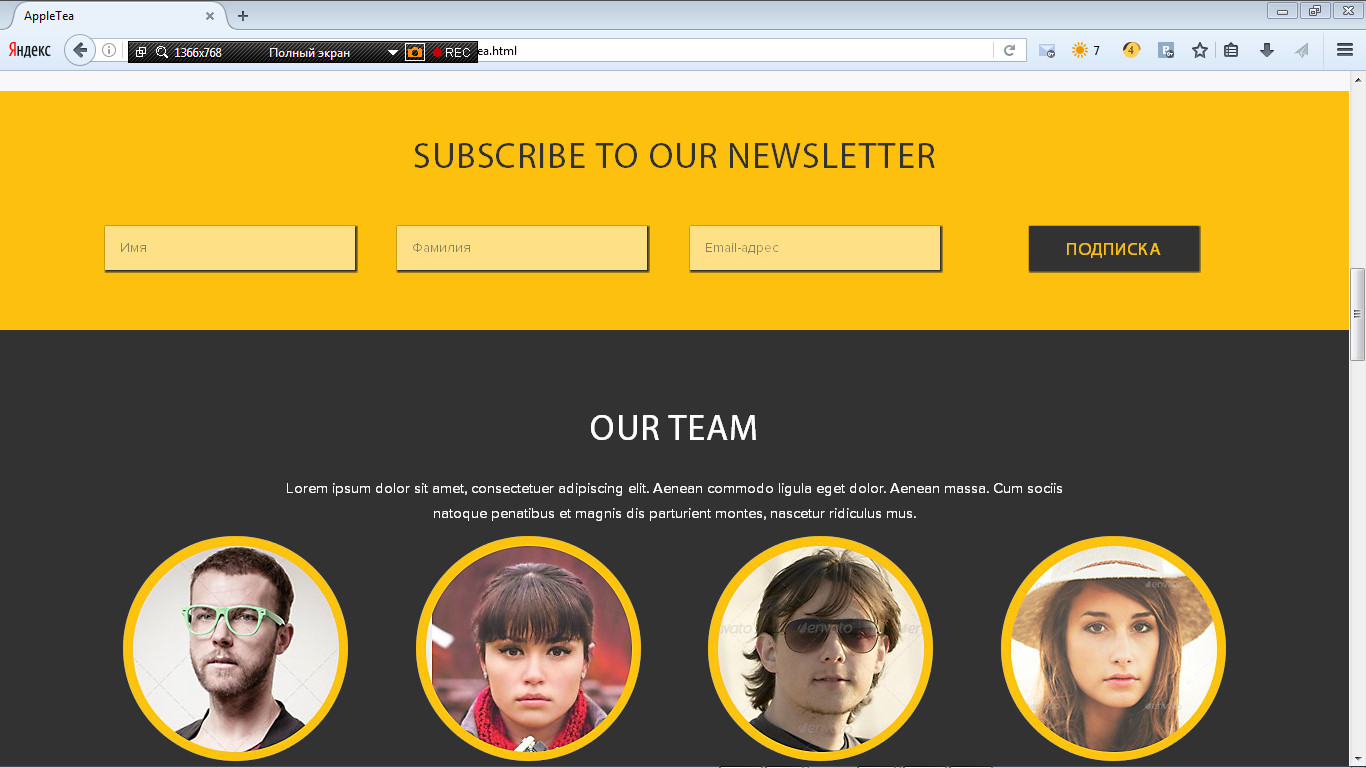 AppleTea
Яндекс
1366x768 Полный экран REC ea.html 7 4
SUBSCRIBE TO OUR NEWSLETTER
Имя Фамилия Email-адрес ПОДПИСКА
OUR TEAM
Lorem ipsum dolor sit amet, consectetuer adipiscing elit. Aenean commodo ligula eget dolor. Aenean massa. Cum sociis
natoque penatibus et magnis dis parturient montes, nascetur ridiculus mus.
envato